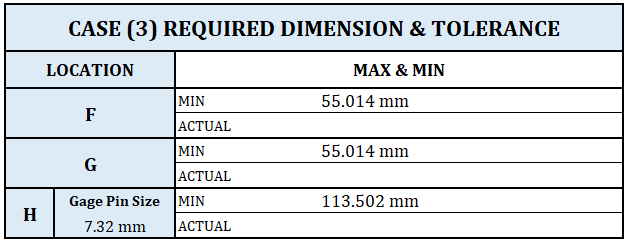 CASE (3) REQUIRED DIMENSION & TOLERANCE
LOCATION MAX & MIN
F MIN 55.014 mm
ACTUAL
G MIN 55.014 mm
ACTUAL
H Gage Pin Size MIN 113.502 mm
7.32 mm ACTUAL